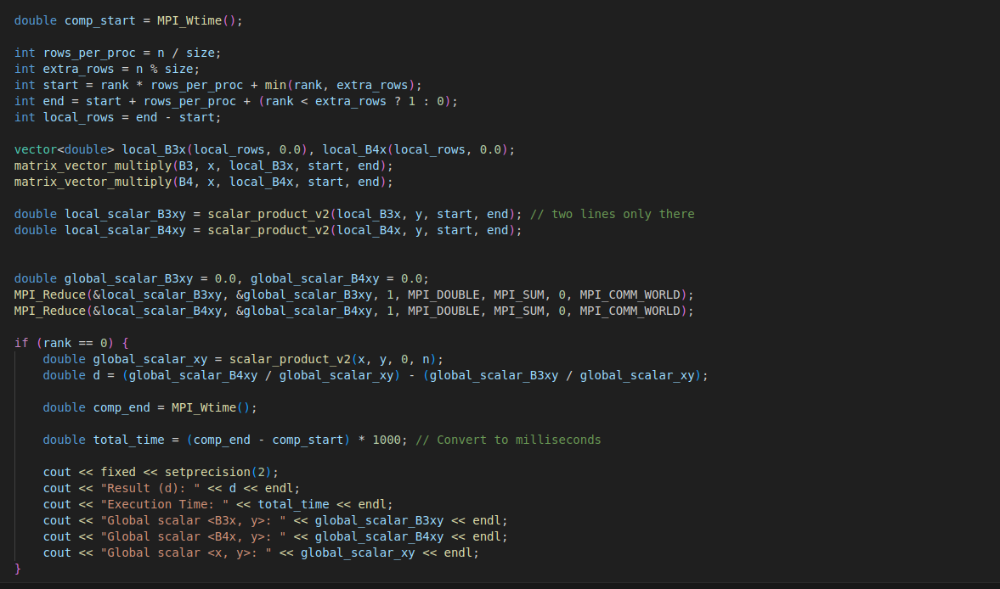 double comp_start = MPI_Wtime();
int rows_per_proc = n / size;
int extra_rows = n % size;
int start = rank * rows_per_proc + min(rank, extra_rows);
int end = start + rows_per_proc + (rank < extra_rows ? 1 : 0);
int local_rows = end - start;
vector<double> local_B3x(local_rows, 0.0), local_B4x(local_rows, 0.0);
matrix_vector_multiply(B3, x, local_B3x, start, end);
matrix_vector_multiply(B4, x, local_B4x, start, end);
double local_scalar_B3xy = scalar_product_v2(local_B3x, y, start, end); // two lines only there
double local_scalar_B4xy = scalar_product_v2(local_B4x, y, start, end);
double global_scalar_B3xy = 0.0, global_scalar_B4xy = 0.0;
MPI_Reduce(&local_scalar_B3xy, &global_scalar_B3xy, 1, MPI_DOUBLE, MPI_SUM, 0, MPI_COMM_WORLD);
MPI_Reduce(&local_scalar_B4xy, &global_scalar_B4xy, 1, MPI_DOUBLE, MPI_SUM, 0, MPI_COMM_WORLD);
if (rank == 0) {
    double global_scalar_xy = scalar_product_v2(x, y, 0, n);
    double d = (global_scalar_B4xy / global_scalar_xy) - (global_scalar_B3xy / global_scalar_xy);
    double comp_end = MPI_Wtime();
    double total_time = (comp_end - comp_start) * 1000; // Convert to milliseconds
    cout << fixed << setprecision(2);
    cout << "Result (d): " << d << endl;
    cout << "Execution Time: " << total_time << endl;
    cout << "Global scalar <B3x, y>: " << global_scalar_B3xy << endl;
    cout << "Global scalar <B4x, y>: " << global_scalar_B4xy << endl;
    cout << "Global scalar <x, y>: " << global_scalar_xy << endl;
}